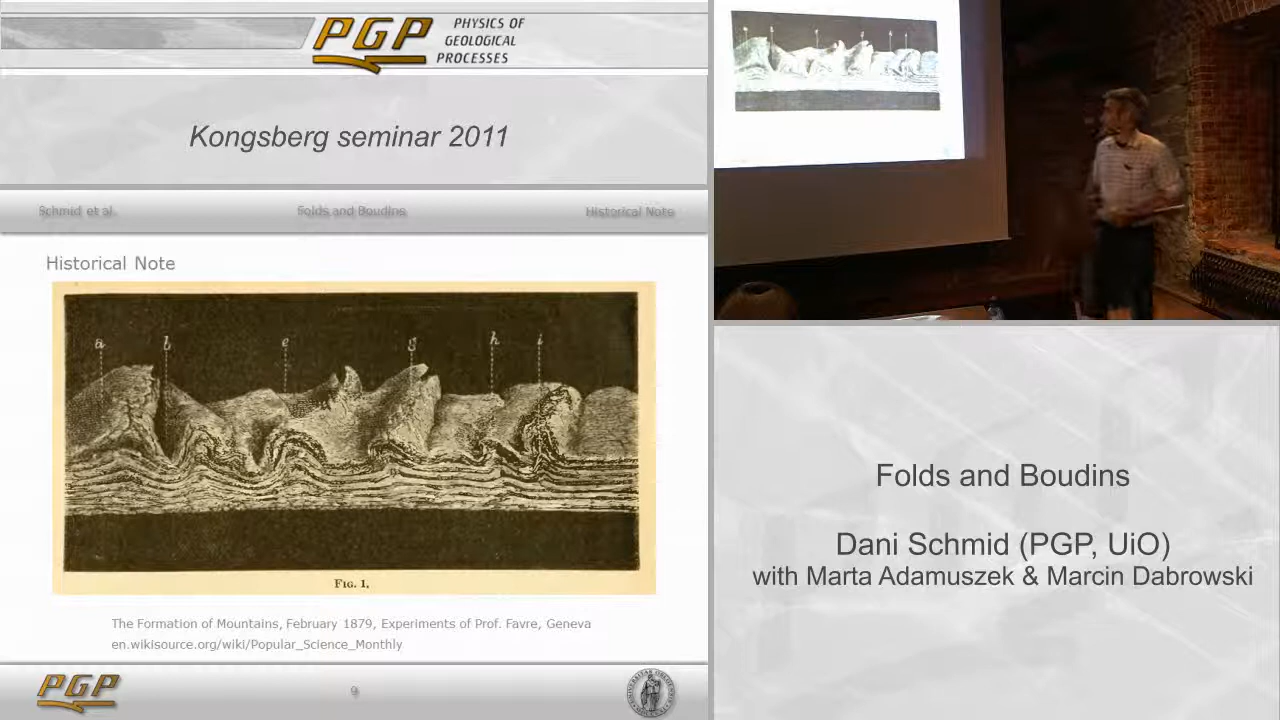 PGP
PHYSICS OF
GEOLOGICAL
PROCESSES
Kongsberg seminar 2011
Schmid et al.
Folds and Boudins
Historical Note
Historical Note
a
b
e
g
h
i
Fig. 1.
The Formation of Mountains, February 1879, Experiments of Prof. Favre, Geneva
en.wikisource.org/wiki/Popular_Science_Monthly
PGP
9
Folds and Boudins
Dani Schmid (PGP, UiO)
with Marta Adamuszek & Marcin Dabrowski